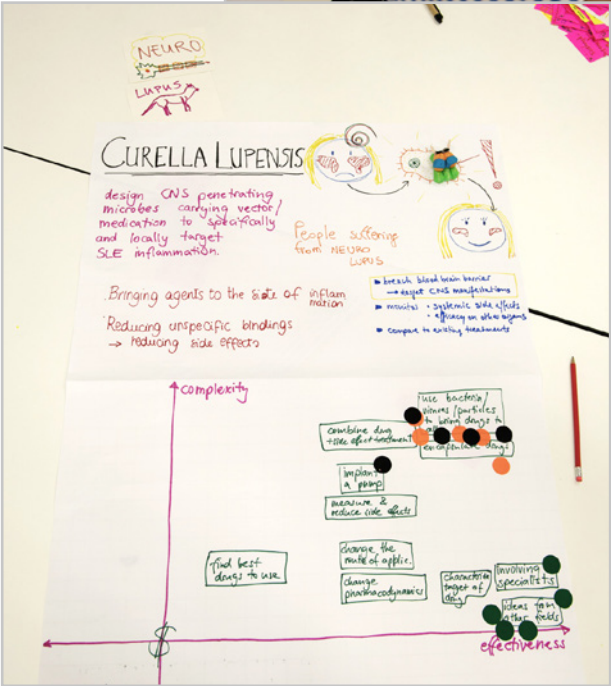 NEURO
LUPUS
CURELLA LUPENSIS
design CNS penetrating
microbes carrying vector/
medication to specifically
and locally target
SLE inflammation.
People suffering
from NEURO
LUPUS
Bringing agents to the site of inflam
mation
Reducing unspecific bindings
→ reducing side effects
breach blood brain barrier
→ target CNS manifestations
monitor • systemic side effects
• efficacy on other organs
compare to existing treatments
complexity
use bacteria/
viruses/particles
to bring drugs to
encapsulate drugs
combine drug
+side effect treatment
implant
a pump
measure &
reduce side effects
find best
drugs to use
change the
route of applic.
change
pharmacodynamics
target of
drug
involving
specialists
ideas from
other fields
$
effectiveness